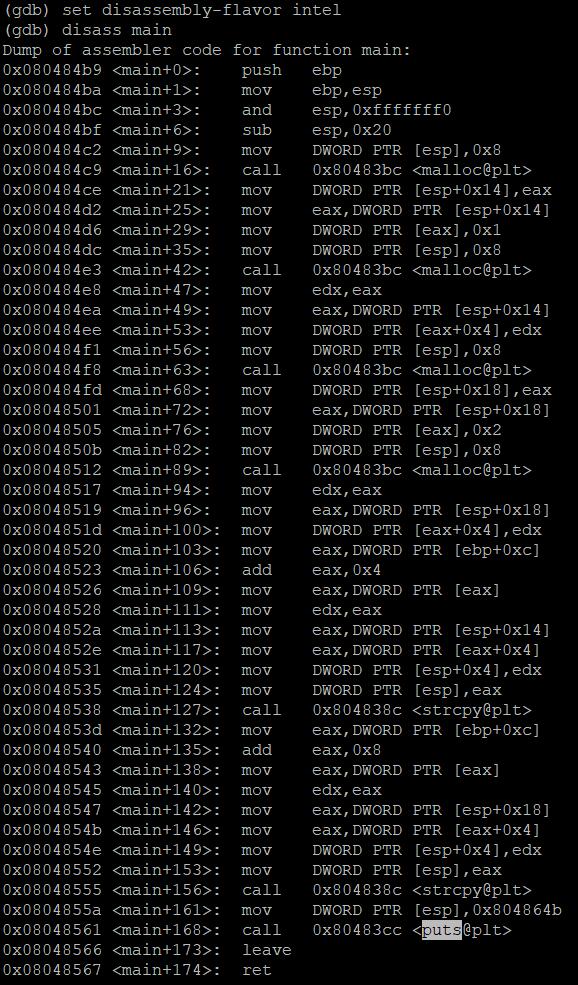 (gdb) set disassembly-flavor intel
(gdb) disass main
Dump of assembler code for function main:
0x080484b9 <main+0>: push ebp
0x080484ba <main+1>: mov ebp,esp
0x080484bc <main+3>: and esp,0xfffffff0
0x080484bf <main+6>: sub esp,0x20
0x080484c2 <main+9>: mov DWORD PTR [esp],0x8
0x080484c9 <main+16>: call 0x80483bc <malloc@plt>
0x080484ce <main+21>: mov DWORD PTR [esp+0x14],eax
0x080484d2 <main+25>: mov eax,DWORD PTR [esp+0x14]
0x080484d6 <main+29>: mov DWORD PTR [eax],0x1
0x080484dc <main+35>: mov DWORD PTR [esp],0x8
0x080484e3 <main+42>: call 0x80483bc <malloc@plt>
0x080484e8 <main+47>: mov edx,eax
0x080484ea <main+49>: mov eax,DWORD PTR [esp+0x14]
0x080484ee <main+53>: mov DWORD PTR [eax+0x4],edx
0x080484f1 <main+56>: mov DWORD PTR [esp],0x8
0x080484f8 <main+63>: call 0x80483bc <malloc@plt>
0x080484fd <main+68>: mov DWORD PTR [esp+0x18],eax
0x08048501 <main+72>: mov eax,DWORD PTR [esp+0x18]
0x08048505 <main+76>: mov DWORD PTR [eax],0x2
0x0804850b <main+82>: mov DWORD PTR [esp],0x8
0x08048512 <main+89>: call 0x80483bc <malloc@plt>
0x08048517 <main+94>: mov edx,eax
0x08048519 <main+96>: mov eax,DWORD PTR [esp+0x18]
0x0804851d <main+100>: mov DWORD PTR [eax+0x4],edx
0x08048520 <main+103>: mov eax,DWORD PTR [ebp+0xc]
0x08048523 <main+106>: add eax,0x4
0x08048526 <main+109>: mov eax,DWORD PTR [eax]
0x08048528 <main+111>: mov edx,eax
0x0804852a <main+113>: mov eax,DWORD PTR [esp+0x14]
0x0804852e <main+117>: mov eax,DWORD PTR [eax+0x4]
0x08048531 <main+120>: mov DWORD PTR [esp+0x4],edx
0x08048535 <main+124>: mov DWORD PTR [esp],eax
0x08048538 <main+127>: call 0x804838c <strcpy@plt>
0x0804853d <main+132>: mov eax,DWORD PTR [ebp+0xc]
0x08048540 <main+135>: add eax,0x8
0x08048543 <main+138>: mov eax,DWORD PTR [eax]
0x08048545 <main+140>: mov edx,eax
0x08048547 <main+142>: mov eax,DWORD PTR [esp+0x18]
0x0804854b <main+146>: mov eax,DWORD PTR [eax+0x4]
0x0804854e <main+149>: mov DWORD PTR [esp+0x4],edx
0x08048552 <main+153>: mov DWORD PTR [esp],eax
0x08048555 <main+156>: call 0x804838c <strcpy@plt>
0x0804855a <main+161>: mov DWORD PTR [esp],0x804864b
0x08048561 <main+168>: call 0x80483cc <puts@plt>
0x08048566 <main+173>: leave
0x08048567 <main+174>: ret